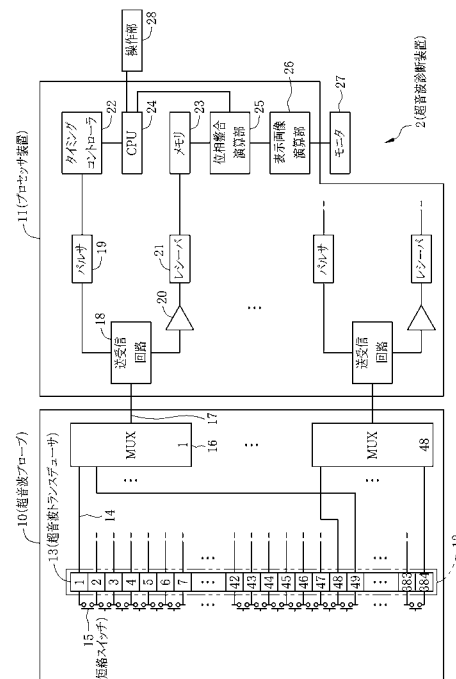 2(超音波診断装置)
11(プロセッサ装置)
操作部
28
タイミング
コントローラ
22
CPU
24
メモリ
23
位相整合
演算部
25
表示画像
演算部
26
モニタ
27
パルサ
19
レシーバ
21
20
送受信
回路
18
17
…
パルサ
レシーバ
送受信
回路
10(超音波プローブ)
13(超音波トランスデューサ)
MUX
1
16
…
MUX
48
14
15
短絡スイッチ
1
2
3
4
5
6
7
…
42
43
44
45
46
47
48
49
…
383
384
12